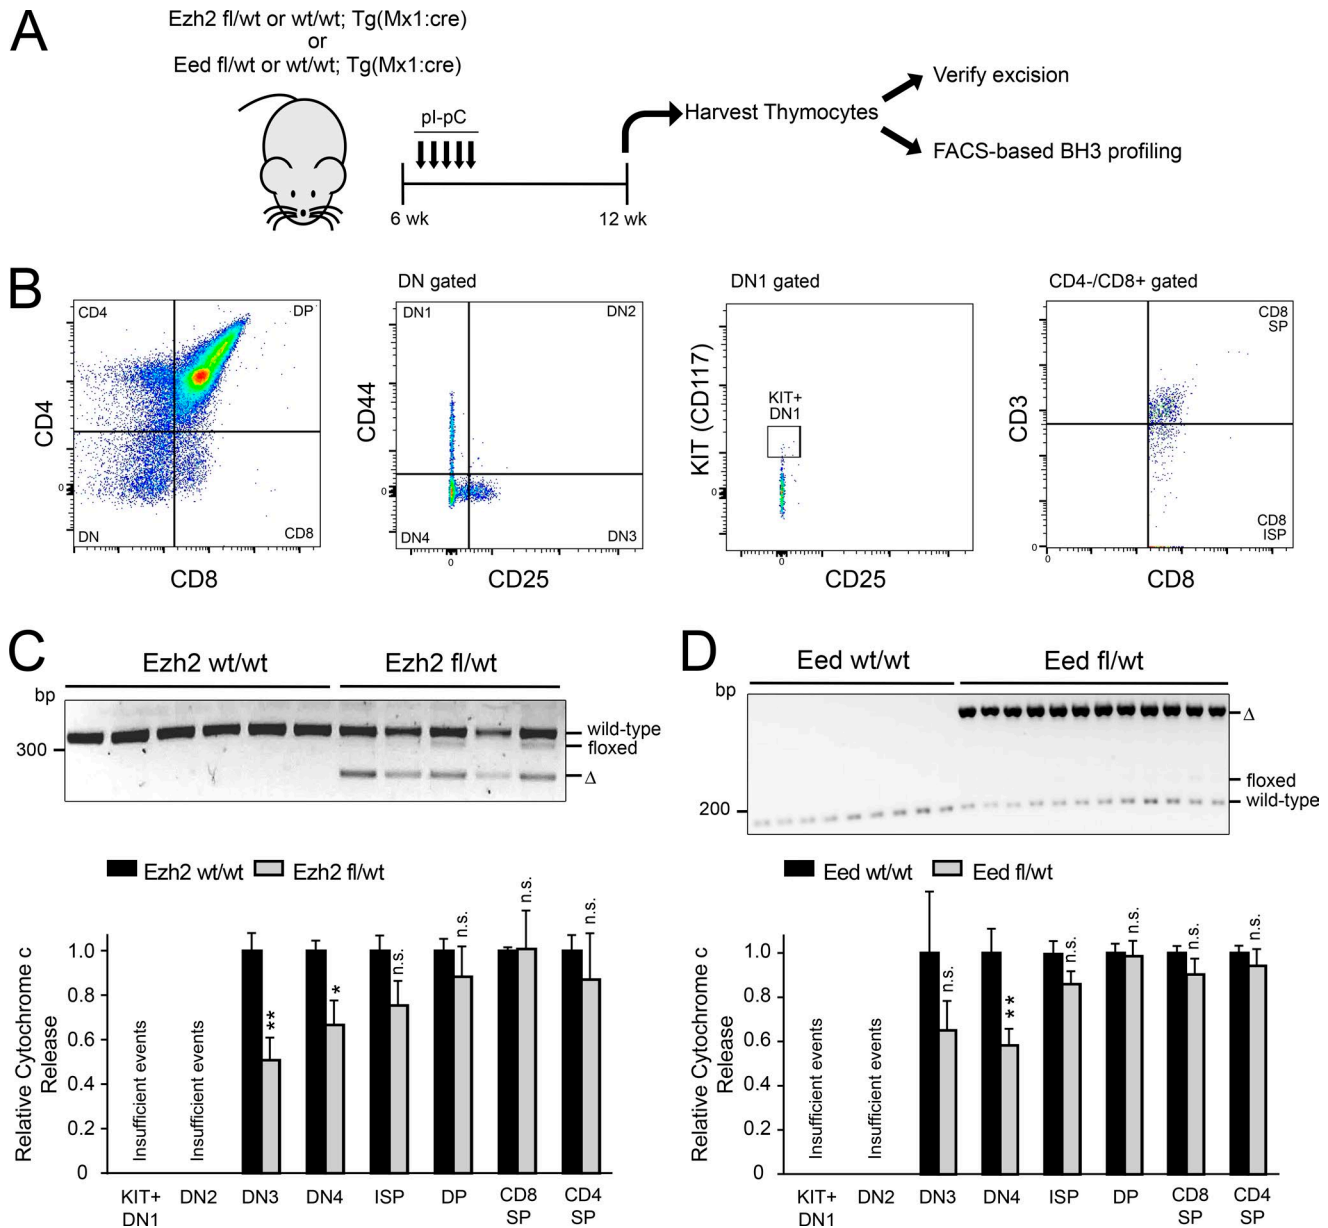 A
Ezh2 fl/wt or wt/wt; Tg(Mx1:cre)
or
Eed fl/wt or wt/wt; Tg(Mx1:cre)
pI-pC
6 wk
12 wk
Harvest Thymocytes
Verify excision
FACS-based BH3 profiling
B
CD4
DP
DN
CD8
CD4
0
CD8
DN gated
DN1
DN2
DN4
DN3
CD44
0
0
CD25
DN1 gated
KIT+
DN1
KIT (CD117)
0
0
CD25
CD4-/CD8+ gated
CD8
SP
CD8
ISP
CD3
0
0
CD8
C
Ezh2 wt/wt
Ezh2 fl/wt
bp
300
wild-type
floxed
Δ
Ezh2 wt/wt
Ezh2 fl/wt
Relative Cytochrome c
Release
1.0
0.8
0.6
0.4
0.2
0
Insufficient events
Insufficient events
**
*
n.s.
n.s.
n.s.
n.s.
KIT+
DN1
DN2
DN3
DN4
ISP
DP
CD8
SP
CD4
SP
D
Eed wt/wt
Eed fl/wt
bp
200
Δ
floxed
wild-type
Eed wt/wt
Eed fl/wt
Relative Cytochrome c
Release
1.0
0.8
0.6
0.4
0.2
0
Insufficient events
Insufficient events
n.s.
**
n.s.
n.s.
n.s.
n.s.
KIT+
DN1
DN2
DN3
DN4
ISP
DP
CD8
SP
CD4
SP